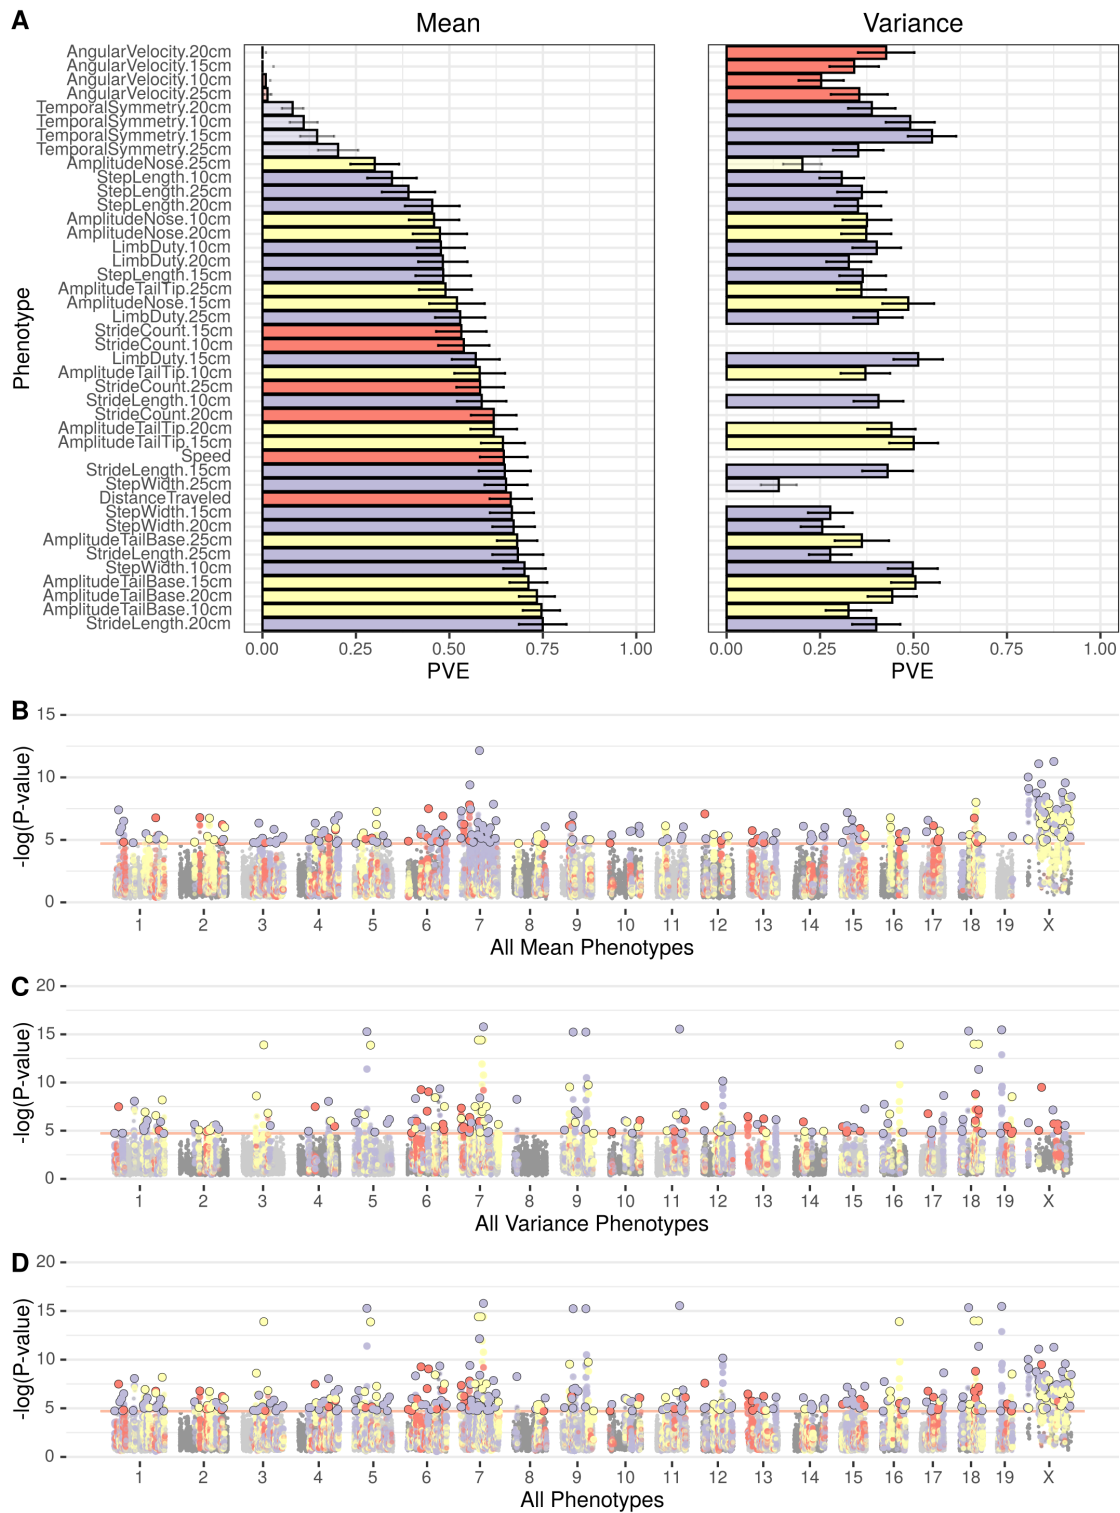 A
Mean
Variance
Phenotype
AngularVelocity.20cm
AngularVelocity.15cm
AngularVelocity.10cm
AngularVelocity.25cm
TemporalSymmetry.20cm
TemporalSymmetry.10cm
TemporalSymmetry.15cm
TemporalSymmetry.25cm
AmplitudeNose.25cm
StepLength.10cm
StepLength.25cm
StepLength.20cm
AmplitudeNose.10cm
AmplitudeNose.20cm
LimbDuty.10cm
LimbDuty.20cm
StepLength.15cm
AmplitudeTailTip.25cm
AmplitudeNose.15cm
LimbDuty.25cm
StrideCount.15cm
StrideCount.10cm
LimbDuty.15cm
AmplitudeTailTip.10cm
StrideCount.25cm
StrideLength.10cm
StrideCount.20cm
AmplitudeTailTip.20cm
AmplitudeTailTip.15cm
Speed
StrideLength.15cm
StepWidth.25cm
DistanceTraveled
StepWidth.15cm
StepWidth.20cm
AmplitudeTailBase.25cm
StrideLength.25cm
StepWidth.10cm
AmplitudeTailBase.15cm
AmplitudeTailBase.20cm
AmplitudeTailBase.10cm
StrideLength.20cm
0.00 0.25 0.50 0.75 1.00
PVE
0.00 0.25 0.50 0.75 1.00
PVE
B
-log(P-value)
15
10
5
0
1 2 3 4 5 6 7 8 9 10 11 12 13 14 15 16 17 18 19 X
All Mean Phenotypes
C
-log(P-value)
20
15
10
5
0
1 2 3 4 5 6 7 8 9 10 11 12 13 14 15 16 17 18 19 X
All Variance Phenotypes
D
-log(P-value)
20
15
10
5
0
1 2 3 4 5 6 7 8 9 10 11 12 13 14 15 16 17 18 19 X
All Phenotypes